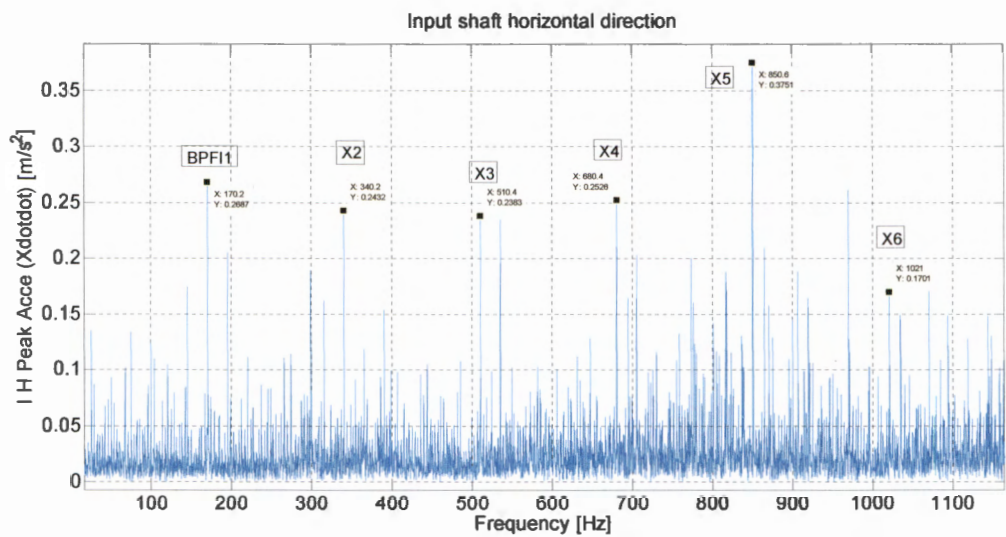 Input shaft horizontal direction
I H Peak Acce (Xdotdot) [m/s²]
0.35
0.3
0.25
0.2
0.15
0.1
0.05
0
BPFI1
X: 170.2
Y: 0.2687
X2
X: 340.2
Y: 0.2432
X3
X: 510.4
Y: 0.2383
X4
X: 680.4
Y: 0.2526
X5
X: 850.6
Y: 0.3751
X6
X: 1021
Y: 0.1701
100 200 300 400 500 600 700 800 900 1000 1100
Frequency [Hz]